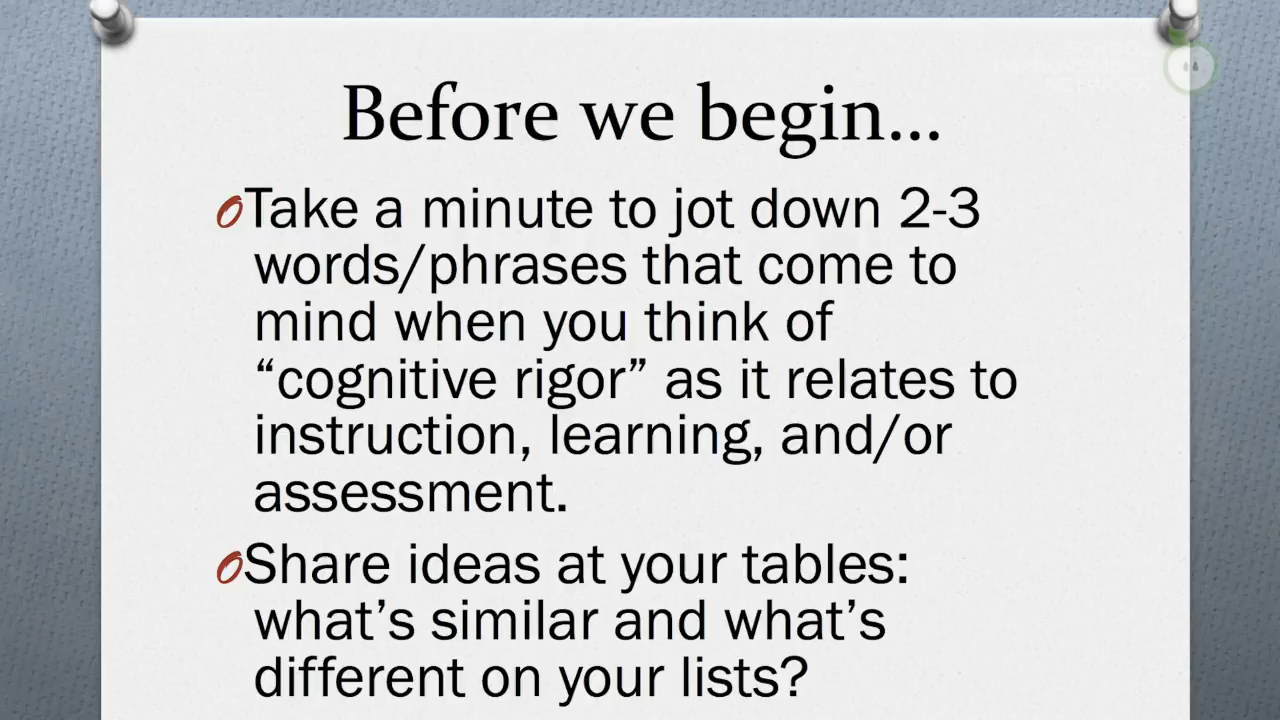 Before we begin...
Take a minute to jot down 2-3
words/phrases that come to
mind when you think of
“cognitive rigor” as it relates to
instruction, learning, and/or
assessment.
Share ideas at your tables:
what’s similar and what’s
different on your lists?